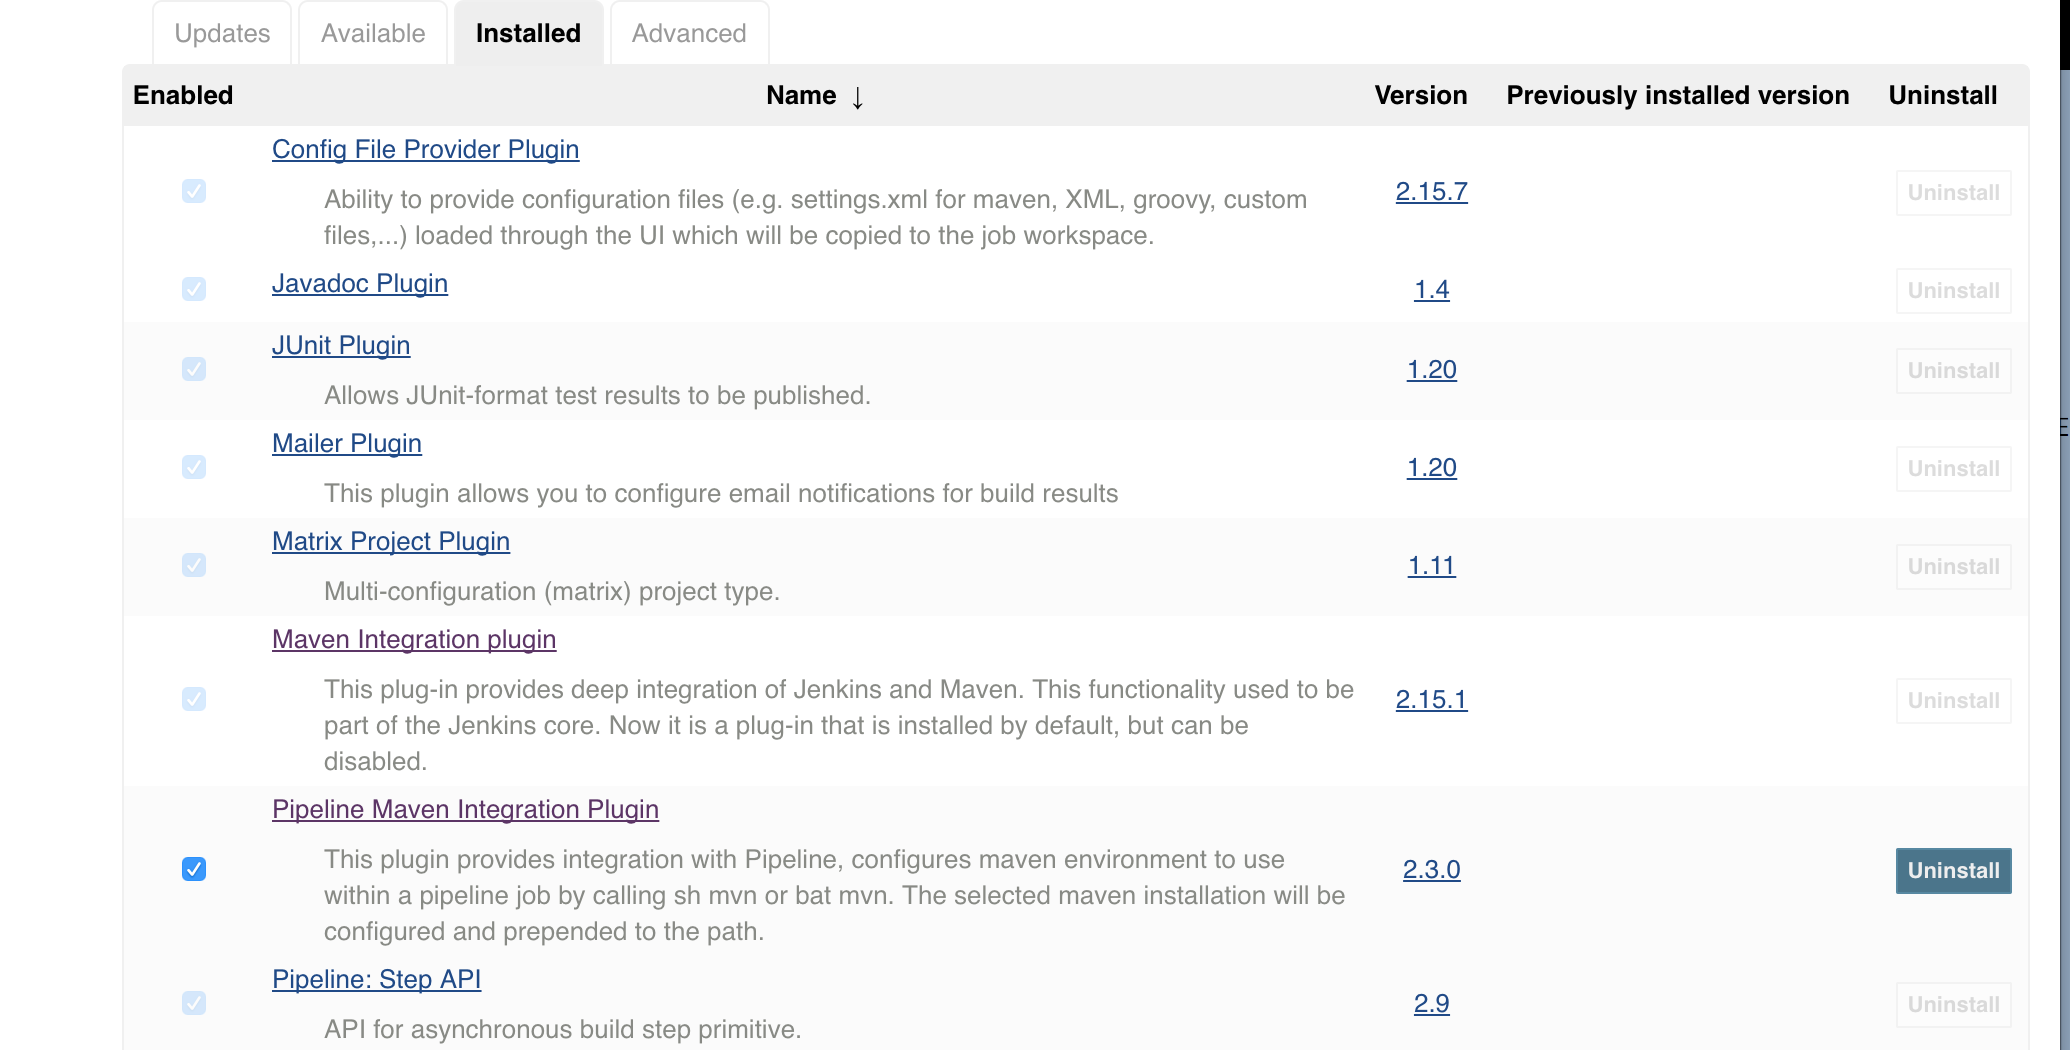 Updates Available Installed Advanced
Enabled Name ↓ Version Previously installed version Uninstall
Config File Provider Plugin
Ability to provide configuration files (e.g. settings.xml for maven, XML, groovy, custom
files,...) loaded through the UI which will be copied to the job workspace.
2.15.7 Uninstall
Javadoc Plugin 1.4 Uninstall
JUnit Plugin
Allows JUnit-format test results to be published.
1.20 Uninstall
Mailer Plugin
This plugin allows you to configure email notifications for build results
1.20 Uninstall
Matrix Project Plugin
Multi-configuration (matrix) project type.
1.11 Uninstall
Maven Integration plugin
This plug-in provides deep integration of Jenkins and Maven. This functionality used to be
part of the Jenkins core. Now it is a plug-in that is installed by default, but can be
disabled.
2.15.1 Uninstall
Pipeline Maven Integration Plugin
This plugin provides integration with Pipeline, configures maven environment to use
within a pipeline job by calling sh mvn or bat mvn. The selected maven installation will be
configured and prepended to the path.
2.3.0 Uninstall
Pipeline: Step API
API for asynchronous build step primitive.
2.9 Uninstall